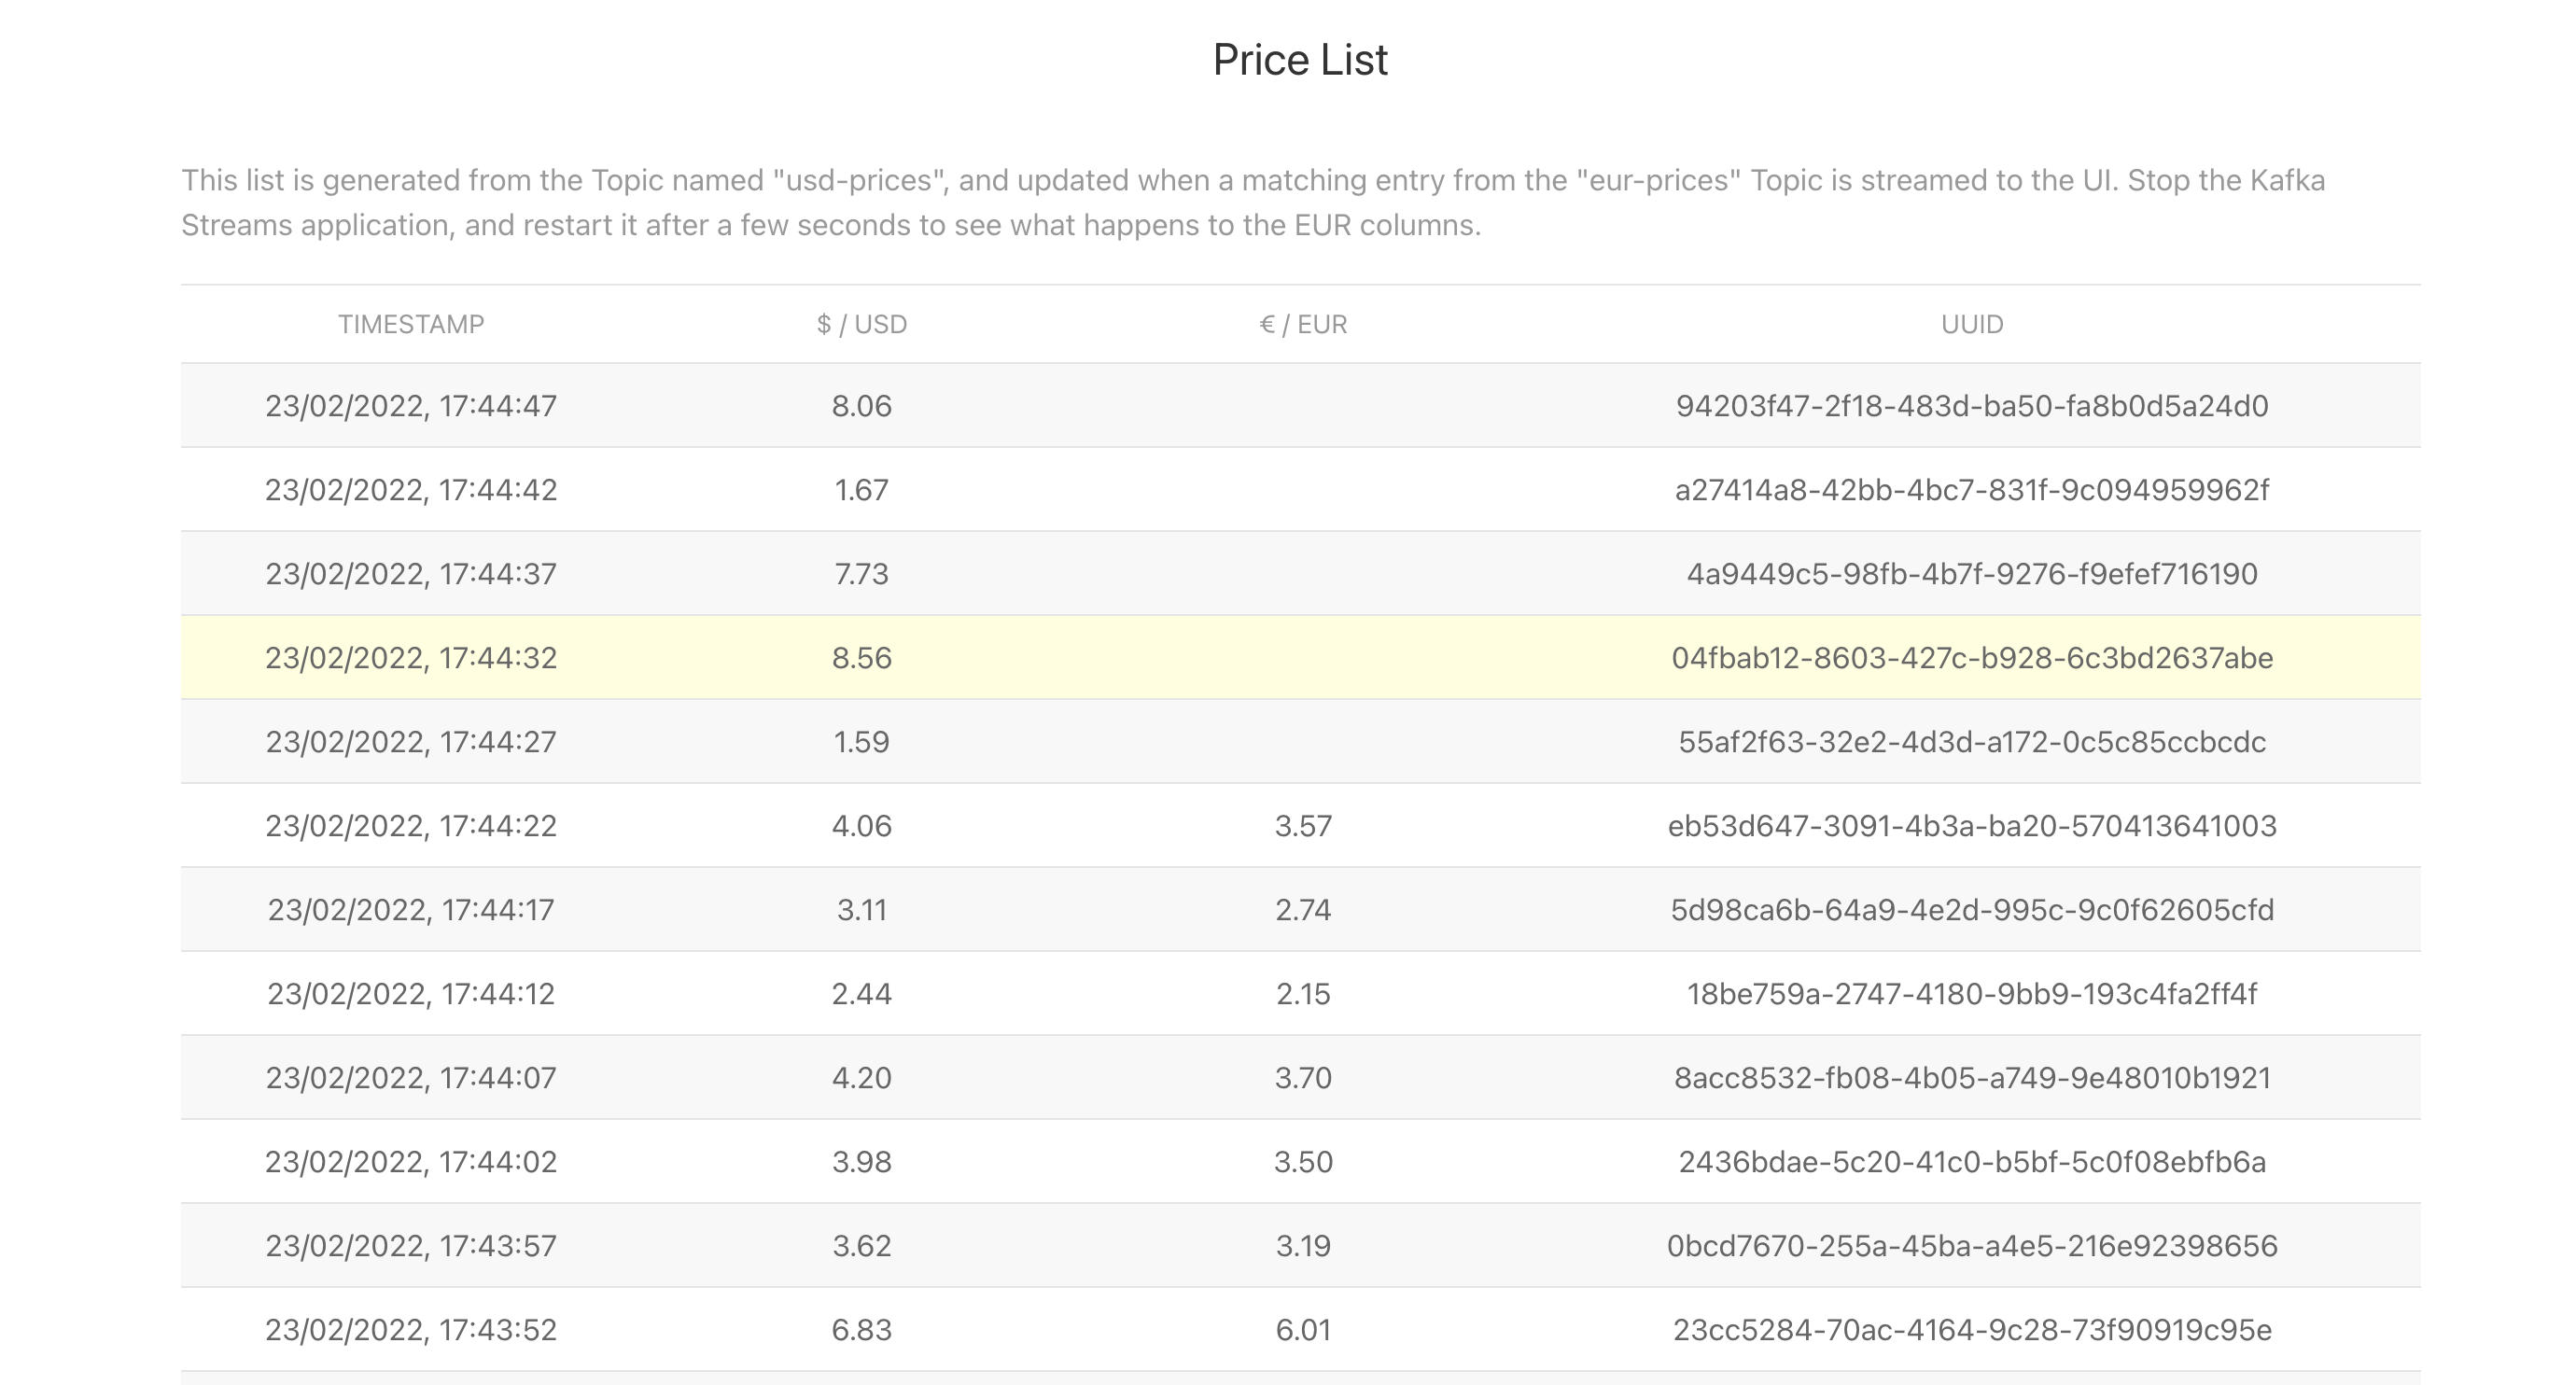 Price List
This list is generated from the Topic named "usd-prices", and updated when a matching entry from the "eur-prices" Topic is streamed to the UI. Stop the Kafka
Streams application, and restart it after a few seconds to see what happens to the EUR columns.
TIMESTAMP $ / USD € / EUR UUID
23/02/2022, 17:44:47 8.06 94203f47-2f18-483d-ba50-fa8b0d5a24d0
23/02/2022, 17:44:42 1.67 a27414a8-42bb-4bc7-831f-9c094959962f
23/02/2022, 17:44:37 7.73 4a9449c5-98fb-4b7f-9276-f9efef716190
23/02/2022, 17:44:32 8.56 04fbab12-8603-427c-b928-6c3bd2637abe
23/02/2022, 17:44:27 1.59 55af2f63-32e2-4d3d-a172-0c5c85ccbcdc
23/02/2022, 17:44:22 4.06 3.57 eb53d647-3091-4b3a-ba20-570413641003
23/02/2022, 17:44:17 3.11 2.74 5d98ca6b-64a9-4e2d-995c-9c0f62605cfd
23/02/2022, 17:44:12 2.44 2.15 18be759a-2747-4180-9bb9-193c4fa2ff4f
23/02/2022, 17:44:07 4.20 3.70 8acc8532-fb08-4b05-a749-9e48010b1921
23/02/2022, 17:44:02 3.98 3.50 2436bdae-5c20-41c0-b5bf-5c0f08ebfb6a
23/02/2022, 17:43:57 3.62 3.19 0bcd7670-255a-45ba-a4e5-216e92398656
23/02/2022, 17:43:52 6.83 6.01 23cc5284-70ac-4164-9c28-73f90919c95e